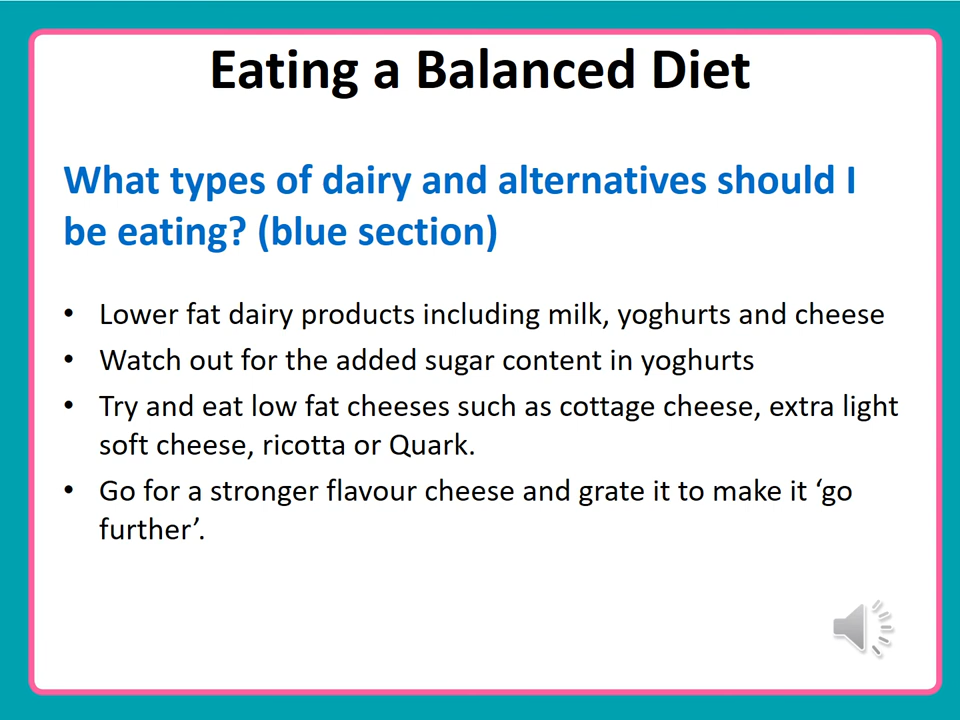 Eating a Balanced Diet
What types of dairy and alternatives should I
be eating? (blue section)
• Lower fat dairy products including milk, yoghurts and cheese
• Watch out for the added sugar content in yoghurts
• Try and eat low fat cheeses such as cottage cheese, extra light
soft cheese, ricotta or Quark.
• Go for a stronger flavour cheese and grate it to make it ‘go
further’.